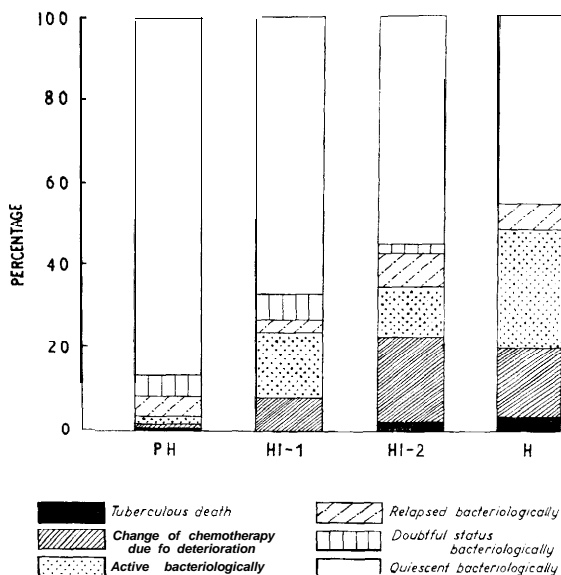 100
80
60
40
20
0
PERCENTAGE
PH
HI-1
HI-2
H
Tuberculous death
Change of chemotherapy
due fo deterioration
Active bacteriologically
Relapsed bacteriologically
Doubtful status
bacteriologically
Quiescent bacteriologically